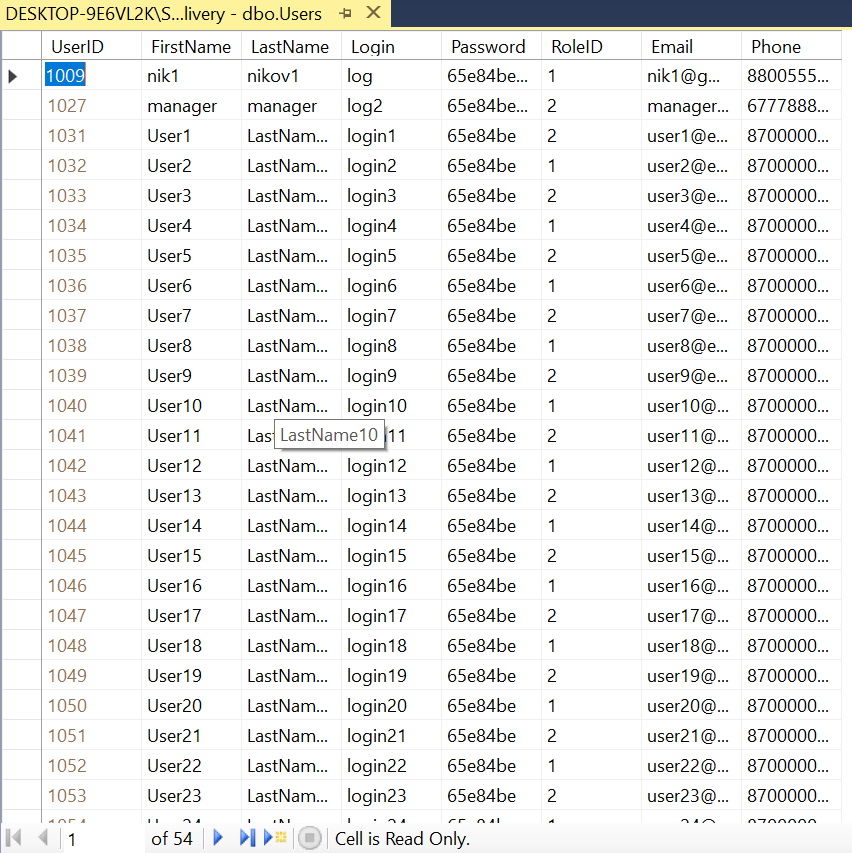 DESKTOP-9E6VL2K\S...livery - dbo.Users
UserID FirstName LastName Login Password RoleID Email Phone
1009 nik1 nikov1 log 65e84be... 1 nik1@g... 8800555...
1027 manager manager log2 65e84be... 2 manager... 6777888...
1031 User1 LastNam... login1 65e84be 2 user1@e... 8700000...
1032 User2 LastNam... login2 65e84be 1 user2@e... 8700000...
1033 User3 LastNam... login3 65e84be 2 user3@e... 8700000...
1034 User4 LastNam... login4 65e84be 1 user4@e... 8700000...
1035 User5 LastNam... login5 65e84be 2 user5@e... 8700000...
1036 User6 LastNam... login6 65e84be 1 user6@e... 8700000...
1037 User7 LastNam... login7 65e84be 2 user7@e... 8700000...
1038 User8 LastNam... login8 65e84be 1 user8@e... 8700000...
1039 User9 LastNam... login9 65e84be 2 user9@e... 8700000...
1040 User10 LastNam... login10 65e84be 1 user10@... 8700000...
1041 User11 Las LastName10 11 65e84be 2 user11@... 8700000...
1042 User12 LastNam... login12 65e84be 1 user12@... 8700000...
1043 User13 LastNam... login13 65e84be 2 user13@... 8700000...
1044 User14 LastNam... login14 65e84be 1 user14@... 8700000...
1045 User15 LastNam... login15 65e84be 2 user15@... 8700000...
1046 User16 LastNam... login16 65e84be 1 user16@... 8700000...
1047 User17 LastNam... login17 65e84be 2 user17@... 8700000...
1048 User18 LastNam... login18 65e84be 1 user18@... 8700000...
1049 User19 LastNam... login19 65e84be 2 user19@... 8700000...
1050 User20 LastNam... login20 65e84be 1 user20@... 8700000...
1051 User21 LastNam... login21 65e84be 2 user21@... 8700000...
1052 User22 LastNam... login22 65e84be 1 user22@... 8700000...
1053 User23 LastNam... login23 65e84be 2 user23@... 8700000...
1 of 54 Cell is Read Only.